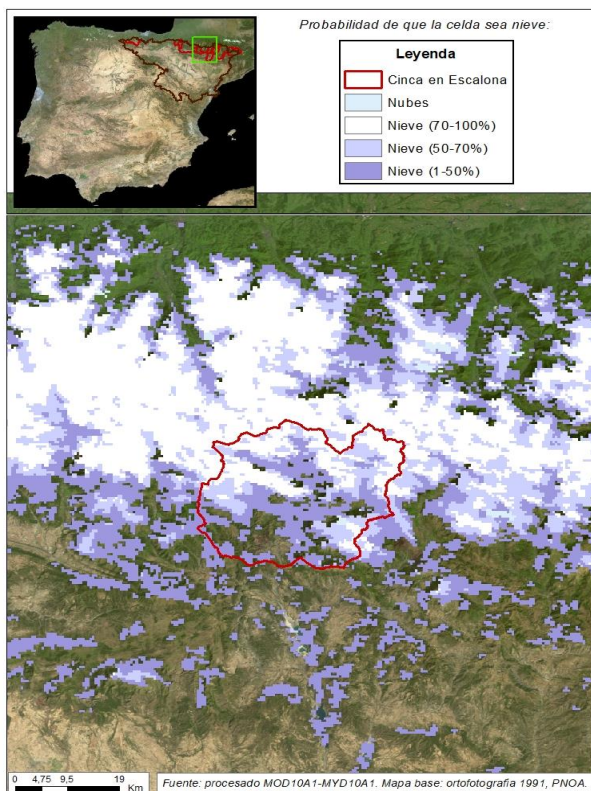 Probabilidad de que la celda sea nieve:
Leyenda
Cinca en Escalona
Nubes
Nieve (70-100%)
Nieve (50-70%)
Nieve (1-50%)
0 4,75 9,5 19
Km
Fuente: procesado MOD10A1-MYD10A1. Mapa base: ortofotografía 1991, PNOA.